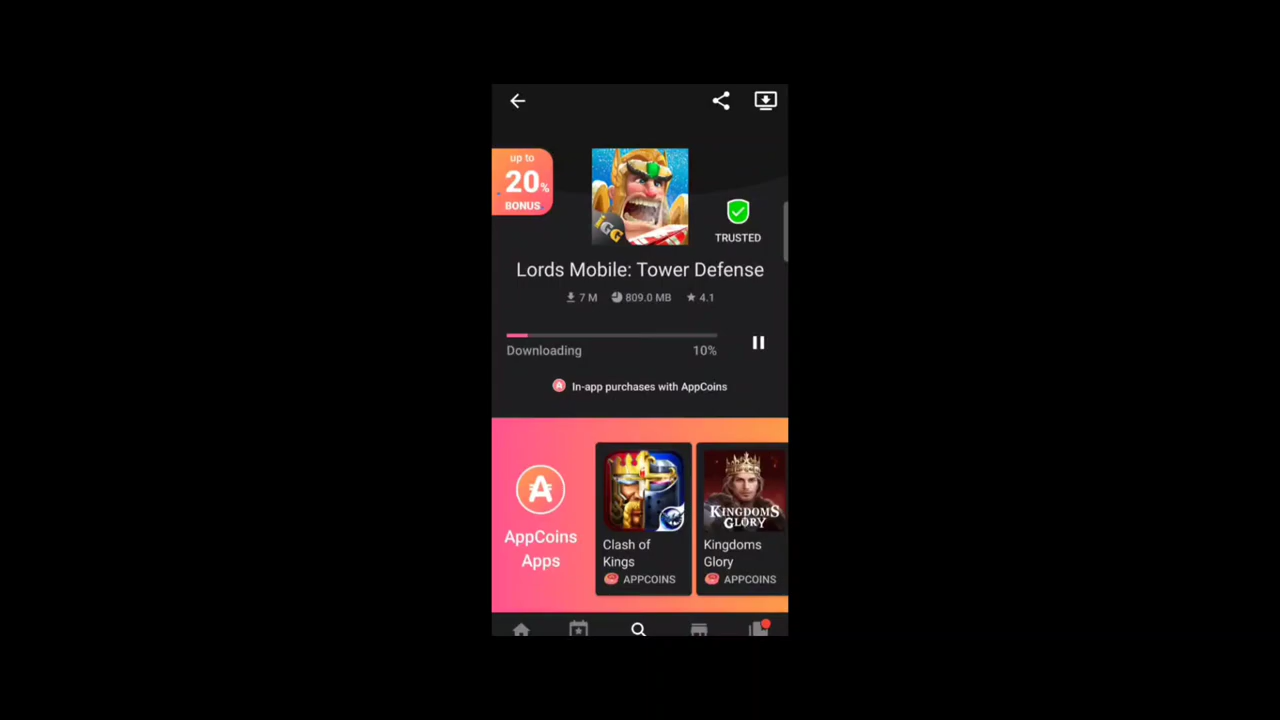 up to
20%
BONUS
IGG
TRUSTED
Lords Mobile: Tower Defense
7 M 809.0 MB 4.1
Downloading 10%
In-app purchases with AppCoins
AppCoins
Apps
Clash of
Kings
APPCOINS
KINGDOMS
GLORY
Kingdoms
Glory
APPCOINS